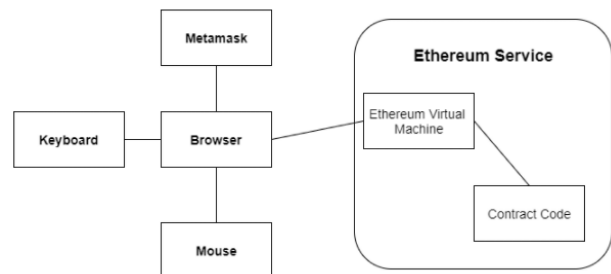 Metamask
Ethereum Service
Ethereum Virtual
Machine
Keyboard
Browser
Contract Code
Mouse